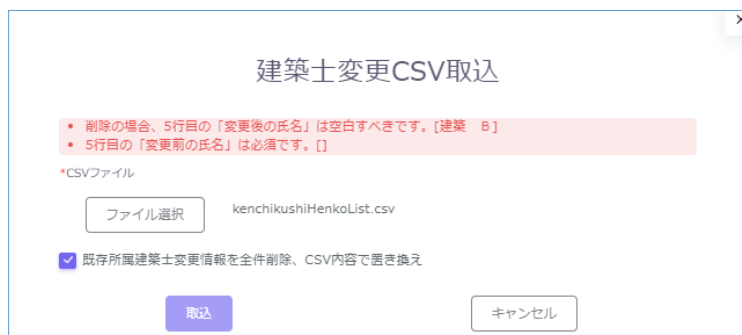 建築士変更CSV取込
• 削除の場合、5行目の「変更後の氏名」は空白すべきです。[建築　B]
• 5行目の「変更前の氏名」は必須です。[]
*CSVファイル
ファイル選択 kenchikushiHenkoList.csv
既存所属建築士変更情報を全件削除、CSV内容で置き換え
取込 キャンセル